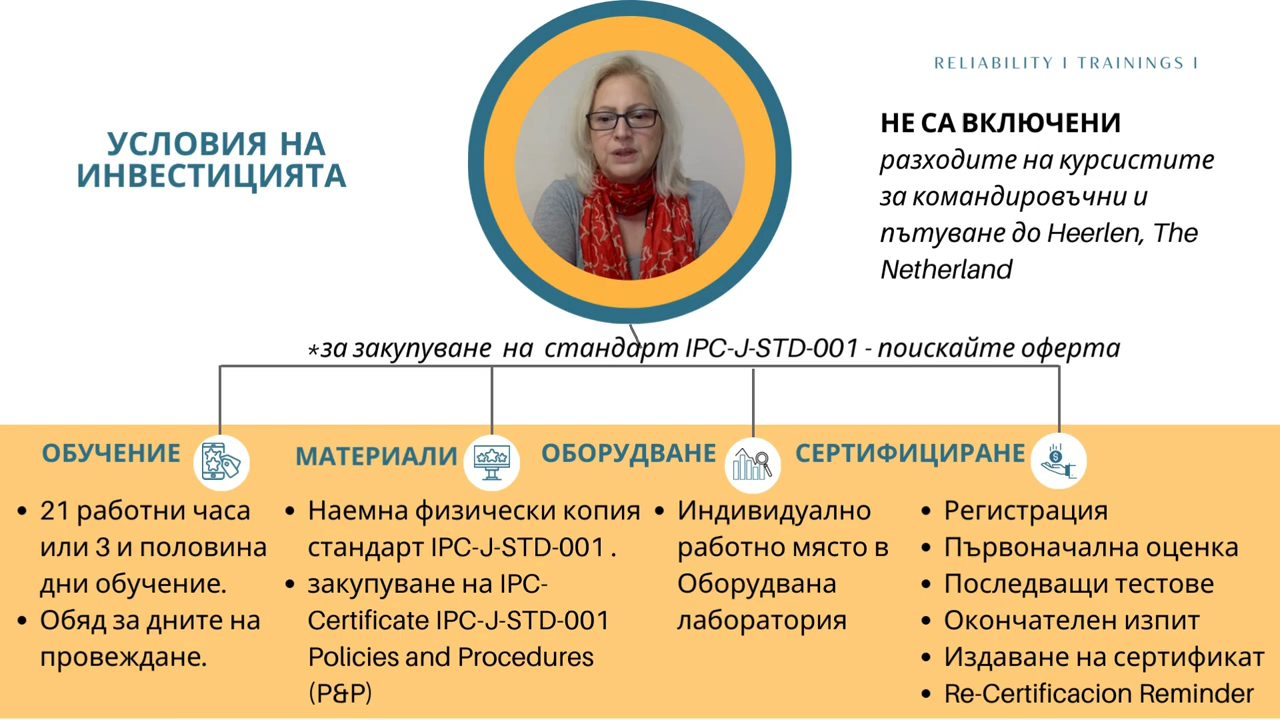 RELIABILITY I TRAININGS I
УСЛОВИЯ НА
ИНВЕСТИЦИЯТА
НЕ СА ВКЛЮЧЕНИ
разходите на курсистите
за командировъчни и
пътуване до Heerlen, The
Netherland
*за закупуване на стандарт IPC-J-STD-001 - поискайте оферта
ОБУЧЕНИЕ
21 работни часа
или 3 и половина
дни обучение.
Обяд за дните на
провеждане.
МАТЕРИАЛИ
Наемна физически копия
стандарт IPC-J-STD-001 .
закупуване на IPC-
Certificate IPC-J-STD-001
Policies and Procedures
(P&P)
ОБОРУДВАНЕ
Индивидуално
работно място в
Оборудвана
лаборатория
СЕРТИФИЦИРАНЕ
Регистрация
Първоначална оценка
Последващи тестове
Окончателен изпит
Издаване на сертификат
Re-Certificacion Reminder